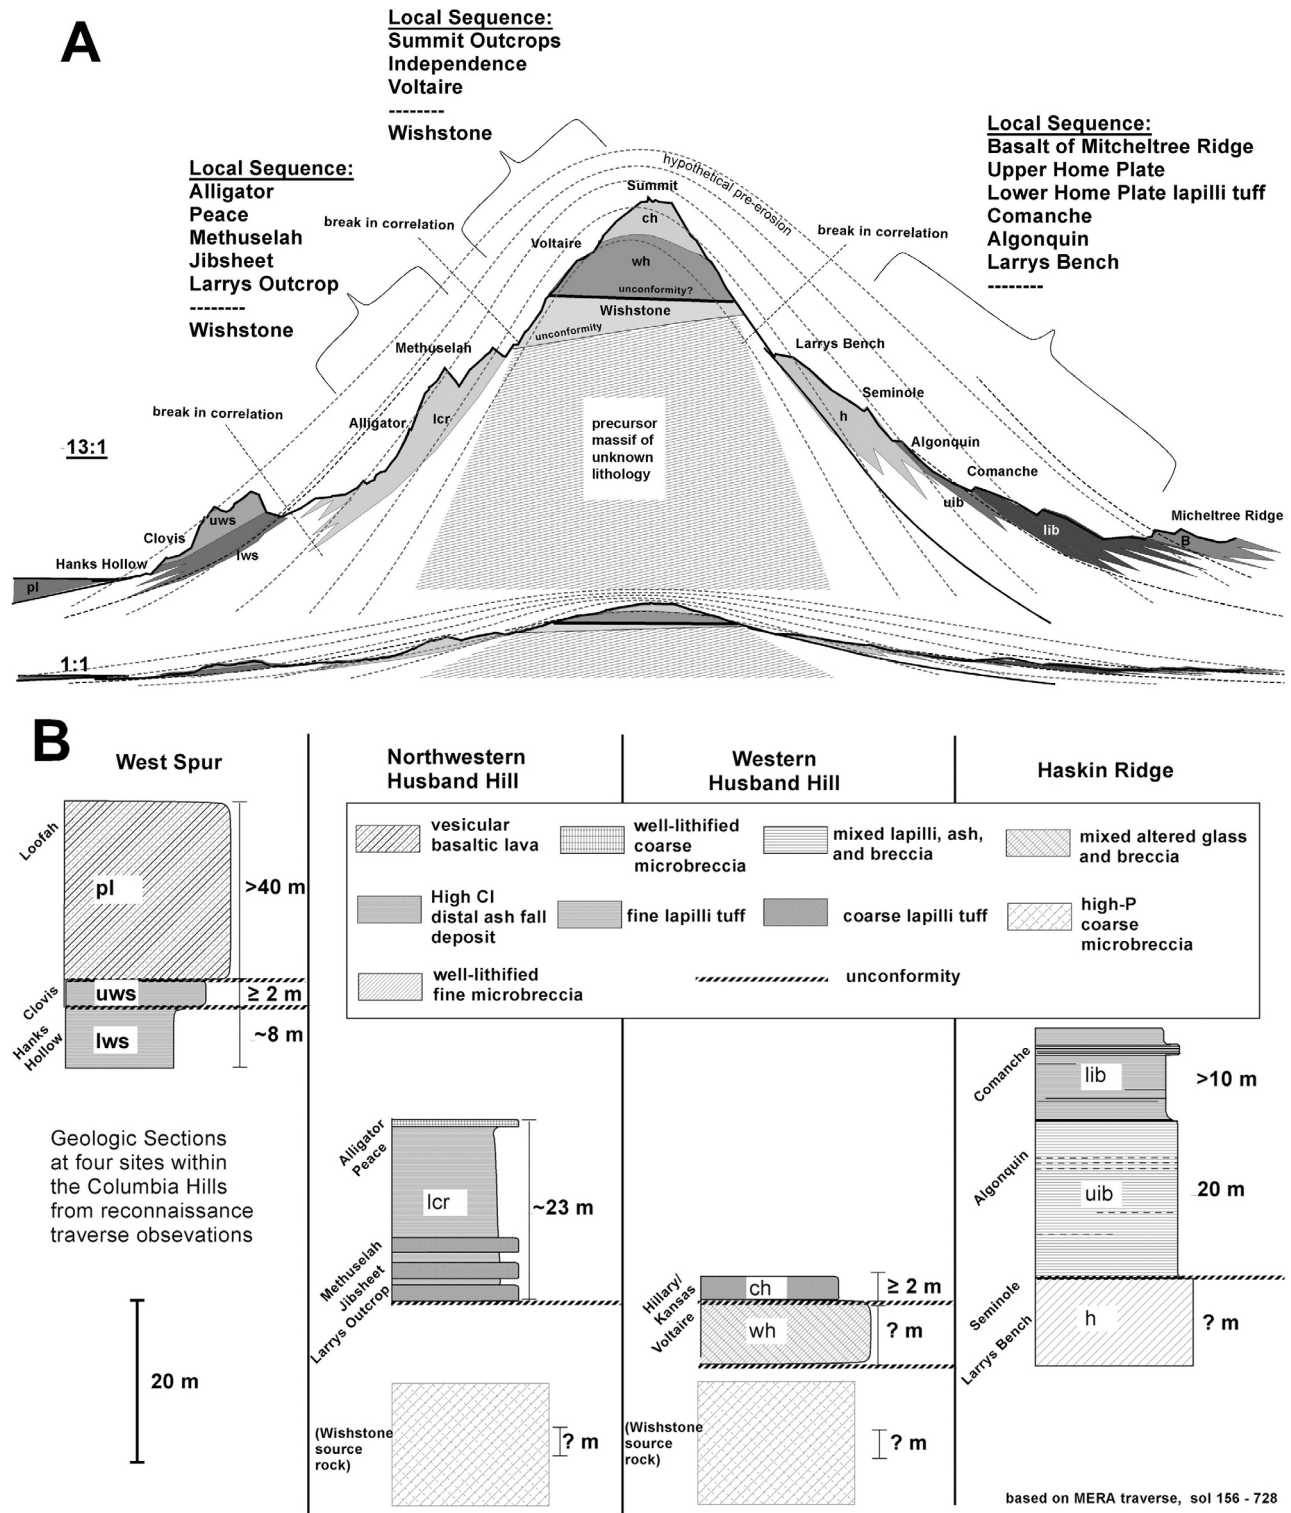 A
Local Sequence:
Summit Outcrops
Independence
Voltaire
--------
Wishstone
Local Sequence:
Alligator
Peace
Methuselah
Jibsheet
Larrys Outcrop
--------
Wishstone
Local Sequence:
Basalt of Mitcheltree Ridge
Upper Home Plate
Lower Home Plate lapilli tuff
Comanche
Algonquin
Larrys Bench
--------
hypothetical pre-erosion
Summit
ch
break in correlation
Voltaire
break in correlation
wh
unconformity?
Wishstone
unconformity
Methuselah
Larrys Bench
Seminole
break in correlation
Alligator
lcr
h
precursor
massif of
unknown
lithology
13:1
Algonquin
Comanche
uib
lib
Micheltree Ridge
B
uws
Clovis
lws
Hanks Hollow
pl
1:1
B
West Spur
Northwestern
Husband Hill
Western
Husband Hill
Haskin Ridge
vesicular
basaltic lava
well-lithified
coarse
microbreccia
mixed lapilli, ash,
and breccia
mixed altered glass
and breccia
High Cl
distal ash fall
deposit
fine lapilli tuff
coarse lapilli tuff
high-P
coarse
microbreccia
well-lithified
fine microbreccia
unconformity
Loofah
pl
>40 m
Clovis
uws
≥ 2 m
Hanks
Hollow
lws
~8 m
Geologic Sections
at four sites within
the Columbia Hills
from reconnaissance
traverse obsevations
20 m
Alligator
Peace
lcr
~23 m
Methuselah
Jibsheet
Larrys Outcrop
(Wishstone
source
rock)
? m
Hillary/
Kansas
Voltaire
ch
≥ 2 m
wh
? m
(Wishstone
source
rock)
? m
Comanche
lib
>10 m
Algonquin
uib
20 m
Seminole
Larrys Bench
h
? m
based on MERA traverse, sol 156 - 728